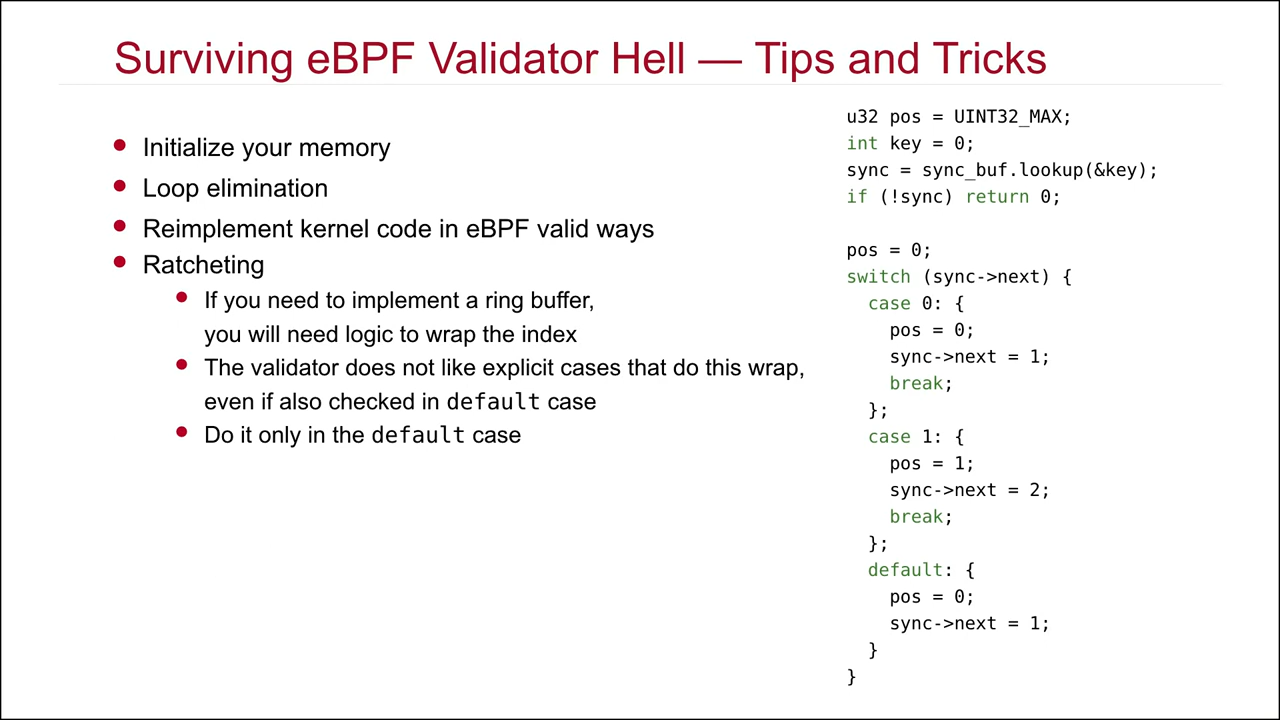 Surviving eBPF Validator Hell — Tips and Tricks
Initialize your memory
Loop elimination
Reimplement kernel code in eBPF valid ways
Ratcheting
If you need to implement a ring buffer,
you will need logic to wrap the index
The validator does not like explicit cases that do this wrap,
even if also checked in default case
Do it only in the default case
u32 pos = UINT32_MAX;
int key = 0;
sync = sync_buf.lookup(&key);
if (!sync) return 0;
pos = 0;
switch (sync->next) {
case 0: {
pos = 0;
sync->next = 1;
break;
};
case 1: {
pos = 1;
sync->next = 2;
break;
};
default: {
pos = 0;
sync->next = 1;
}
}